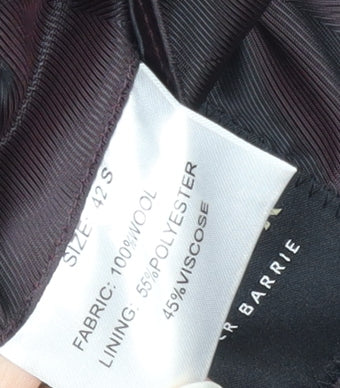 SIZE: 42 S
FABRIC: 100%WOOL
LINING: 55%POLYESTER
45%VISCOSE
BARRIE